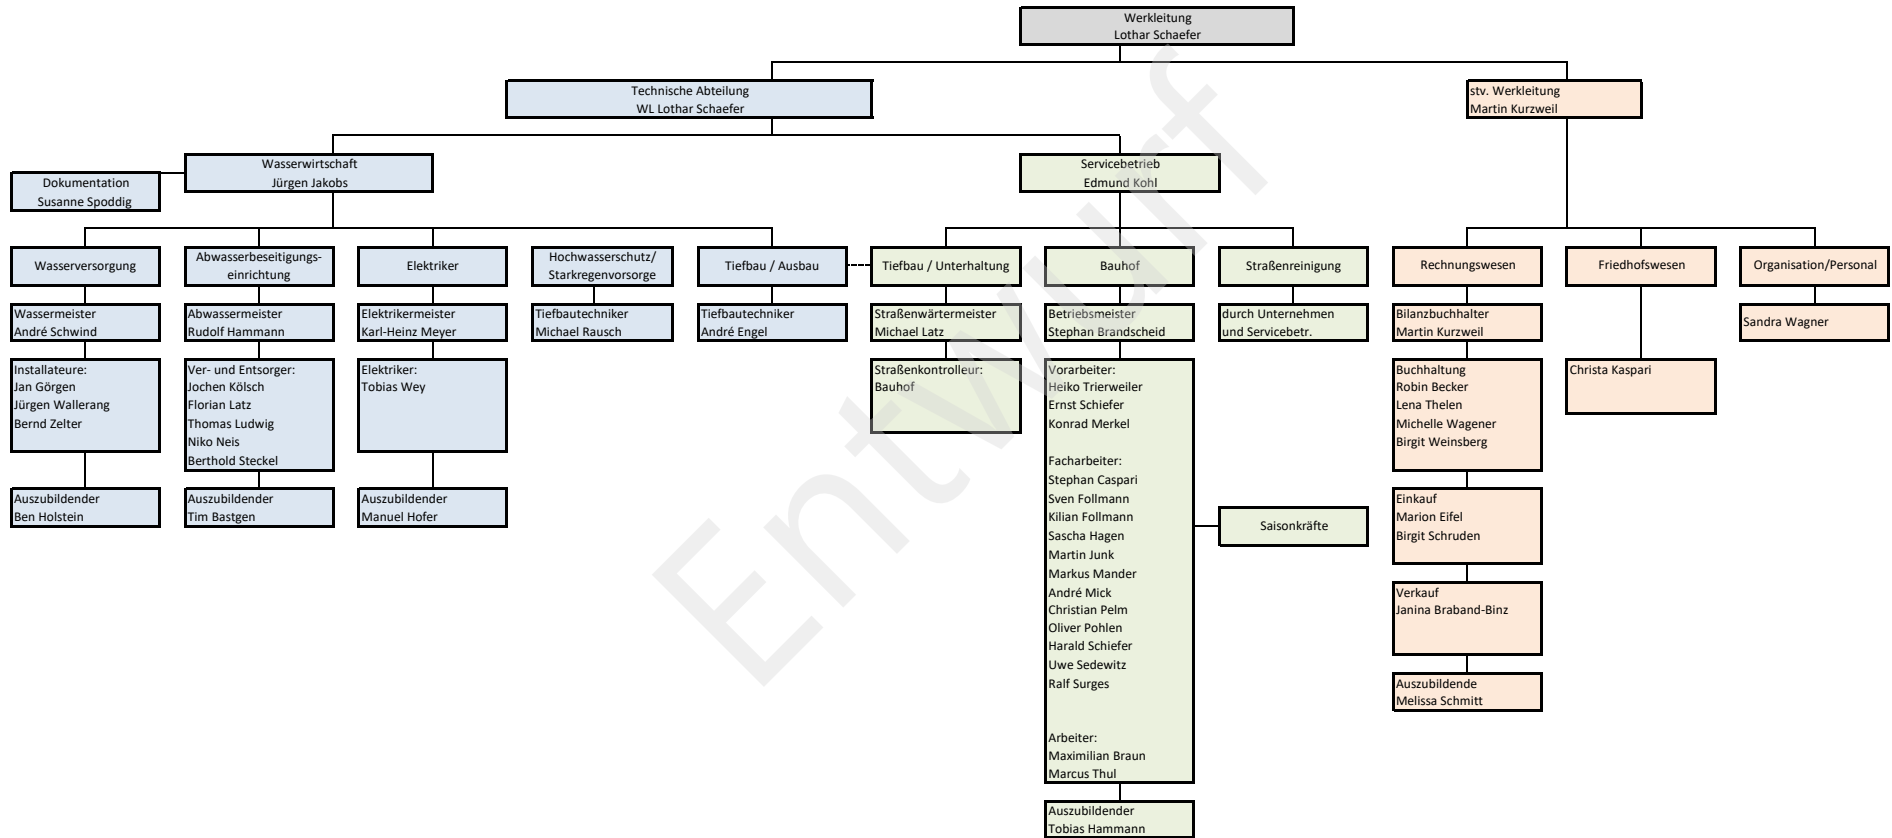 Werkleitung
Lothar Schaefer
Technische Abteilung
WL Lothar Schaefer
stv. Werkleitung
Martin Kurzweil
Wasserwirtschaft
Jürgen Jakobs
Servicebetrieb
Edmund Kohl
Dokumentation
Susanne Spoddig
Wasserversorgung
Abwasserbeseitigungs-
einrichtung
Elektriker
Hochwasserschutz/
Starkregenvorsorge
Tiefbau / Ausbau
Tiefbau / Unterhaltung
Bauhof
Straßenreinigung
Rechnungswesen
Friedhofswesen
Organisation/Personal
Wassermeister
André Schwind
Abwassermeister
Rudolf Hammann
Elektrikermeister
Karl-Heinz Meyer
Tiefbautechniker
Michael Rausch
Tiefbautechniker
André Engel
Straßenwärtermeister
Michael Latz
Betriebsmeister
Stephan Brandscheid
durch Unternehmen
und Servicebetr.
Bilanzbuchhalter
Martin Kurzweil
Sandra Wagner
Installateure:
Jan Görgen
Jürgen Wallerang
Bernd Zelter
Ver- und Entsorger:
Jochen Kölsch
Florian Latz
Thomas Ludwig
Niko Neis
Berthold Steckel
Elektriker:
Tobias Wey
Straßenkontrolleur:
Bauhof
Vorarbeiter:
Heiko Trierweiler
Ernst Schiefer
Konrad Merkel
Facharbeiter:
Stephan Caspari
Sven Follmann
Kilian Follmann
Sascha Hagen
Martin Junk
Markus Mander
André Mick
Christian Pelm
Oliver Pohlen
Harald Schiefer
Uwe Sedewitz
Ralf Surges
Arbeiter:
Maximilian Braun
Marcus Thul
Buchhaltung
Robin Becker
Lena Thelen
Michelle Wagener
Birgit Weinsberg
Christa Kaspari
Auszubildender
Ben Holstein
Auszubildender
Tim Bastgen
Auszubildender
Manuel Hofer
Saisonkräfte
Einkauf
Marion Eifel
Birgit Schruden
Verkauf
Janina Braband-Binz
Auszubildende
Melissa Schmitt
Auszubildender
Tobias Hammann
Entwurf